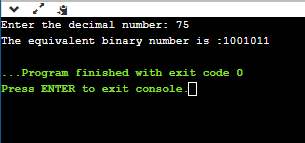 Enter the decimal number: 75
The equivalent binary number is :1001011
...Program finished with exit code 0
Press ENTER to exit console.